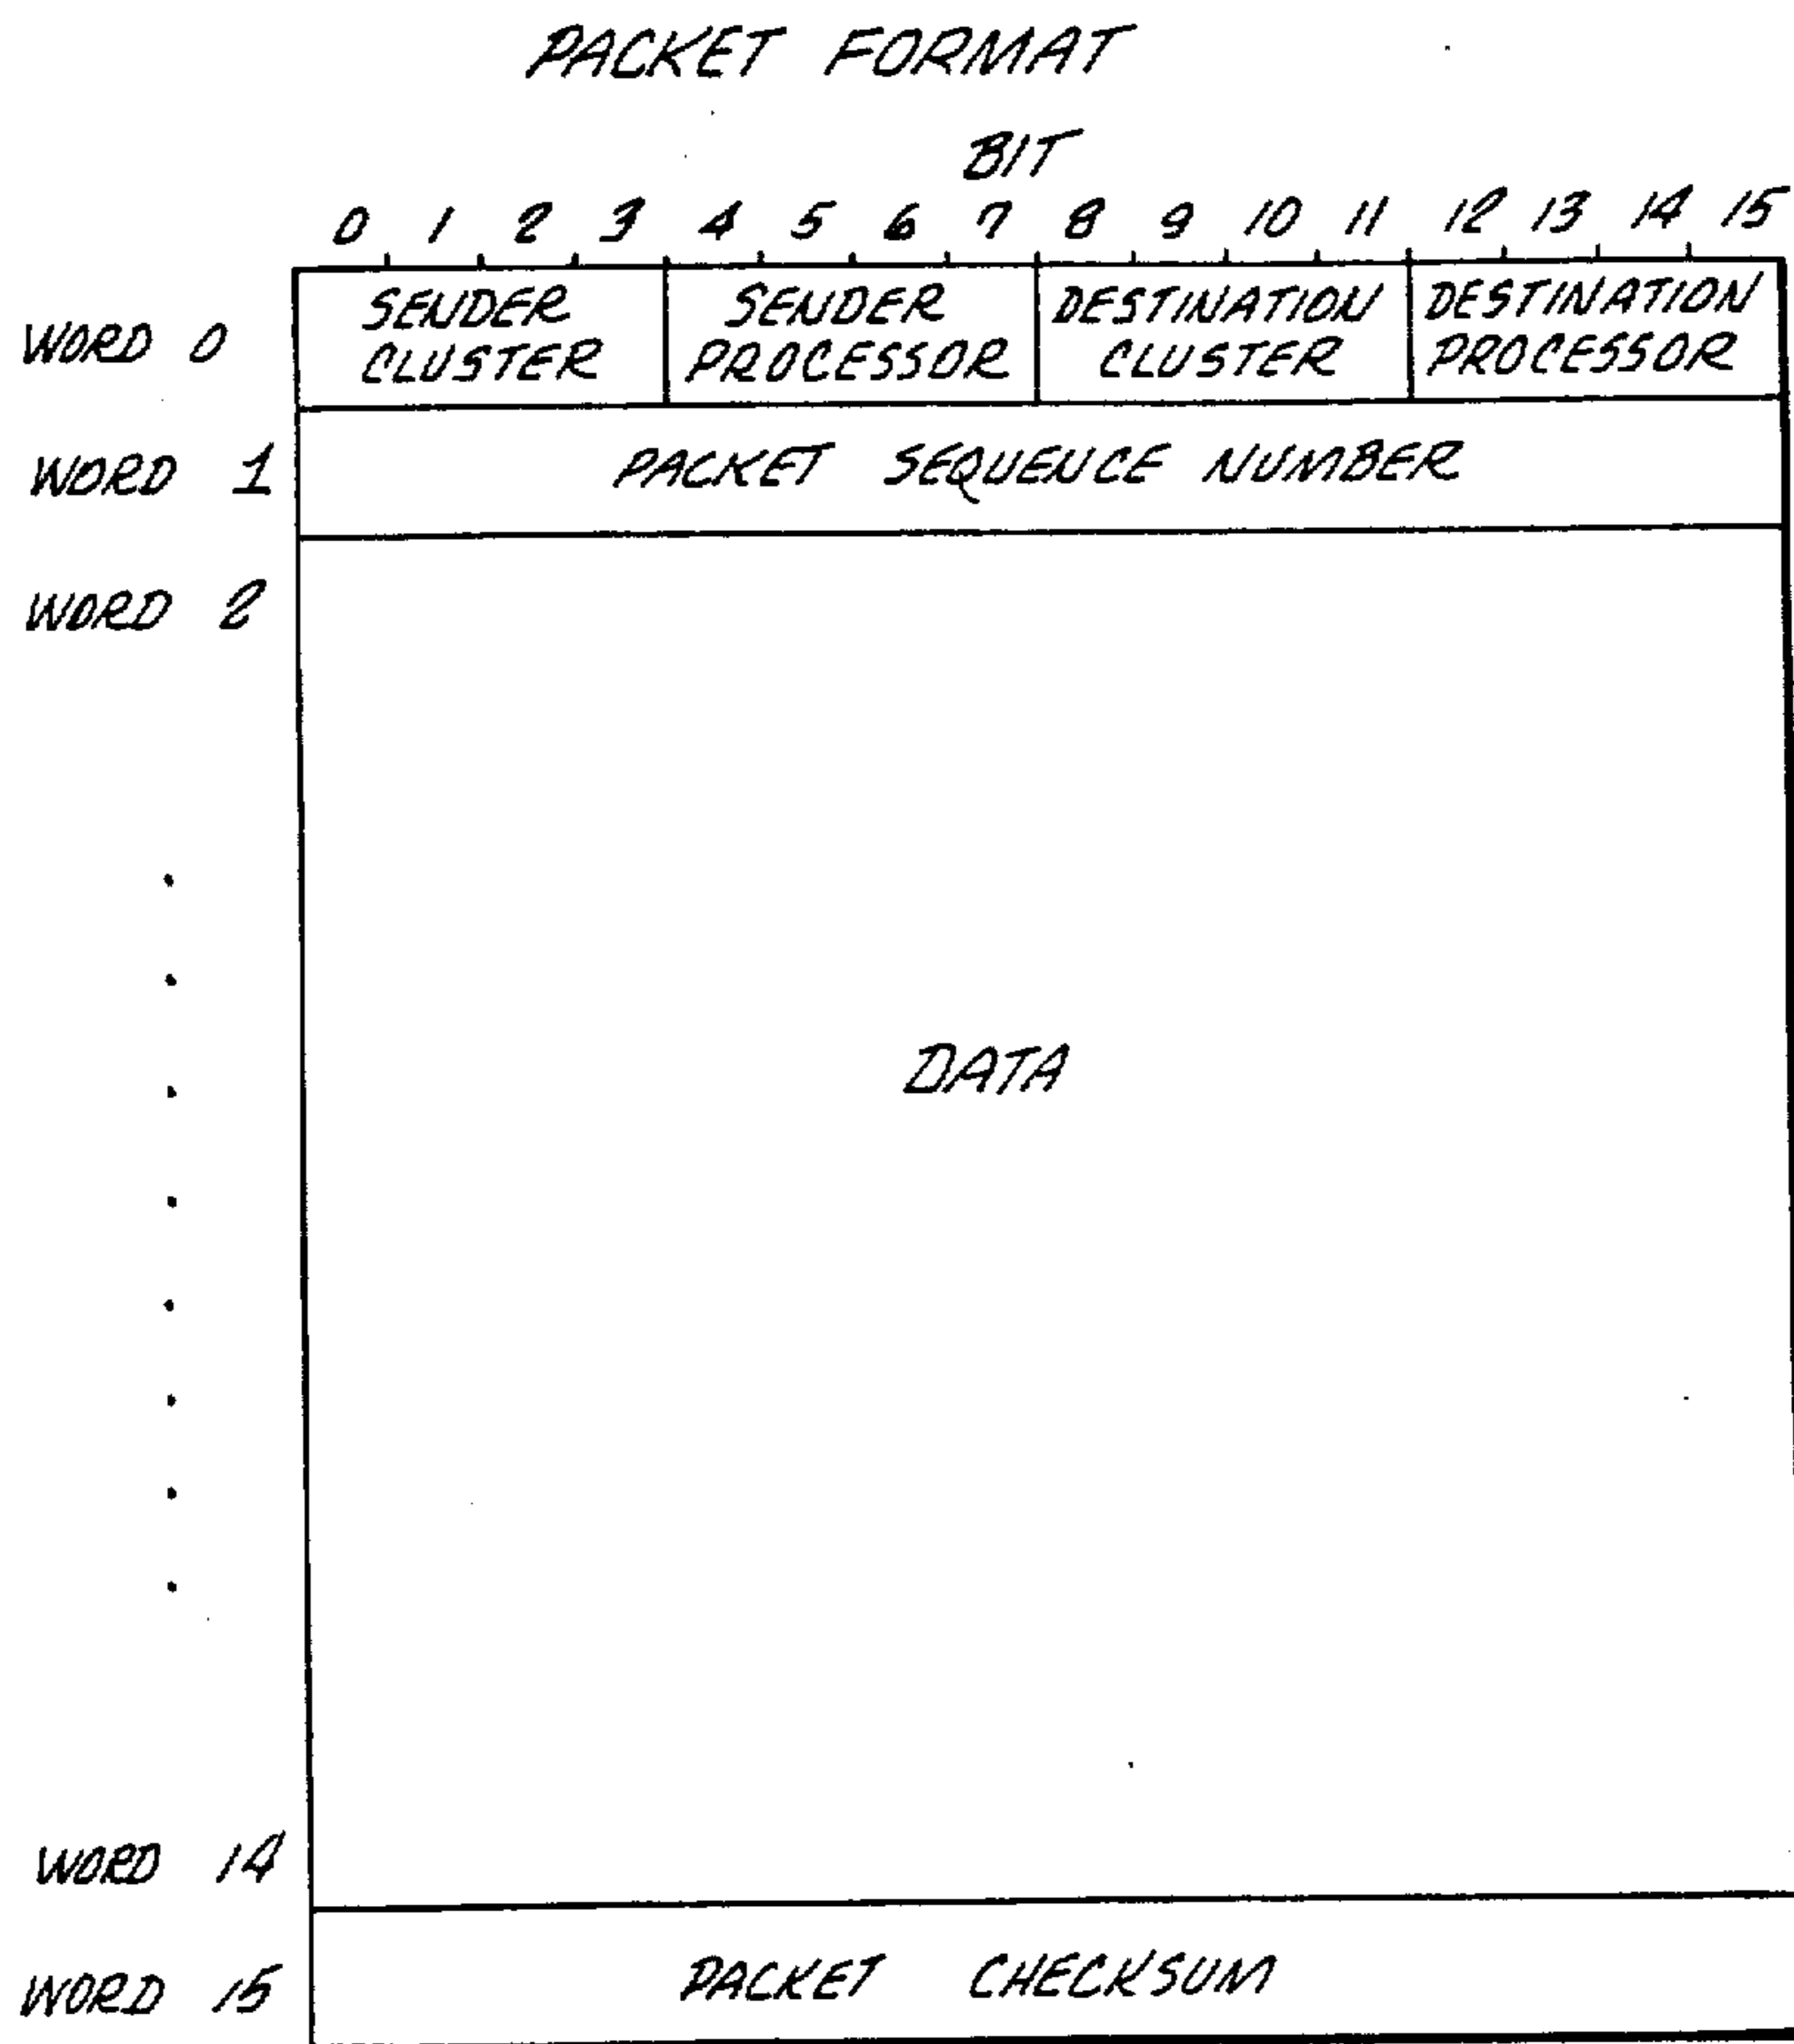 PACKET FORMAT
BIT
0 1 2 3 4 5 6 7 8 9 10 11 12 13 14 15
WORD 0
SENDER CLUSTER
SENDER PROCESSOR
DESTINATION CLUSTER
DESTINATION PROCESSOR
WORD 1
PACKET SEQUENCE NUMBER
WORD 2
DATA
WORD 14
WORD 15
PACKET CHECKSUM